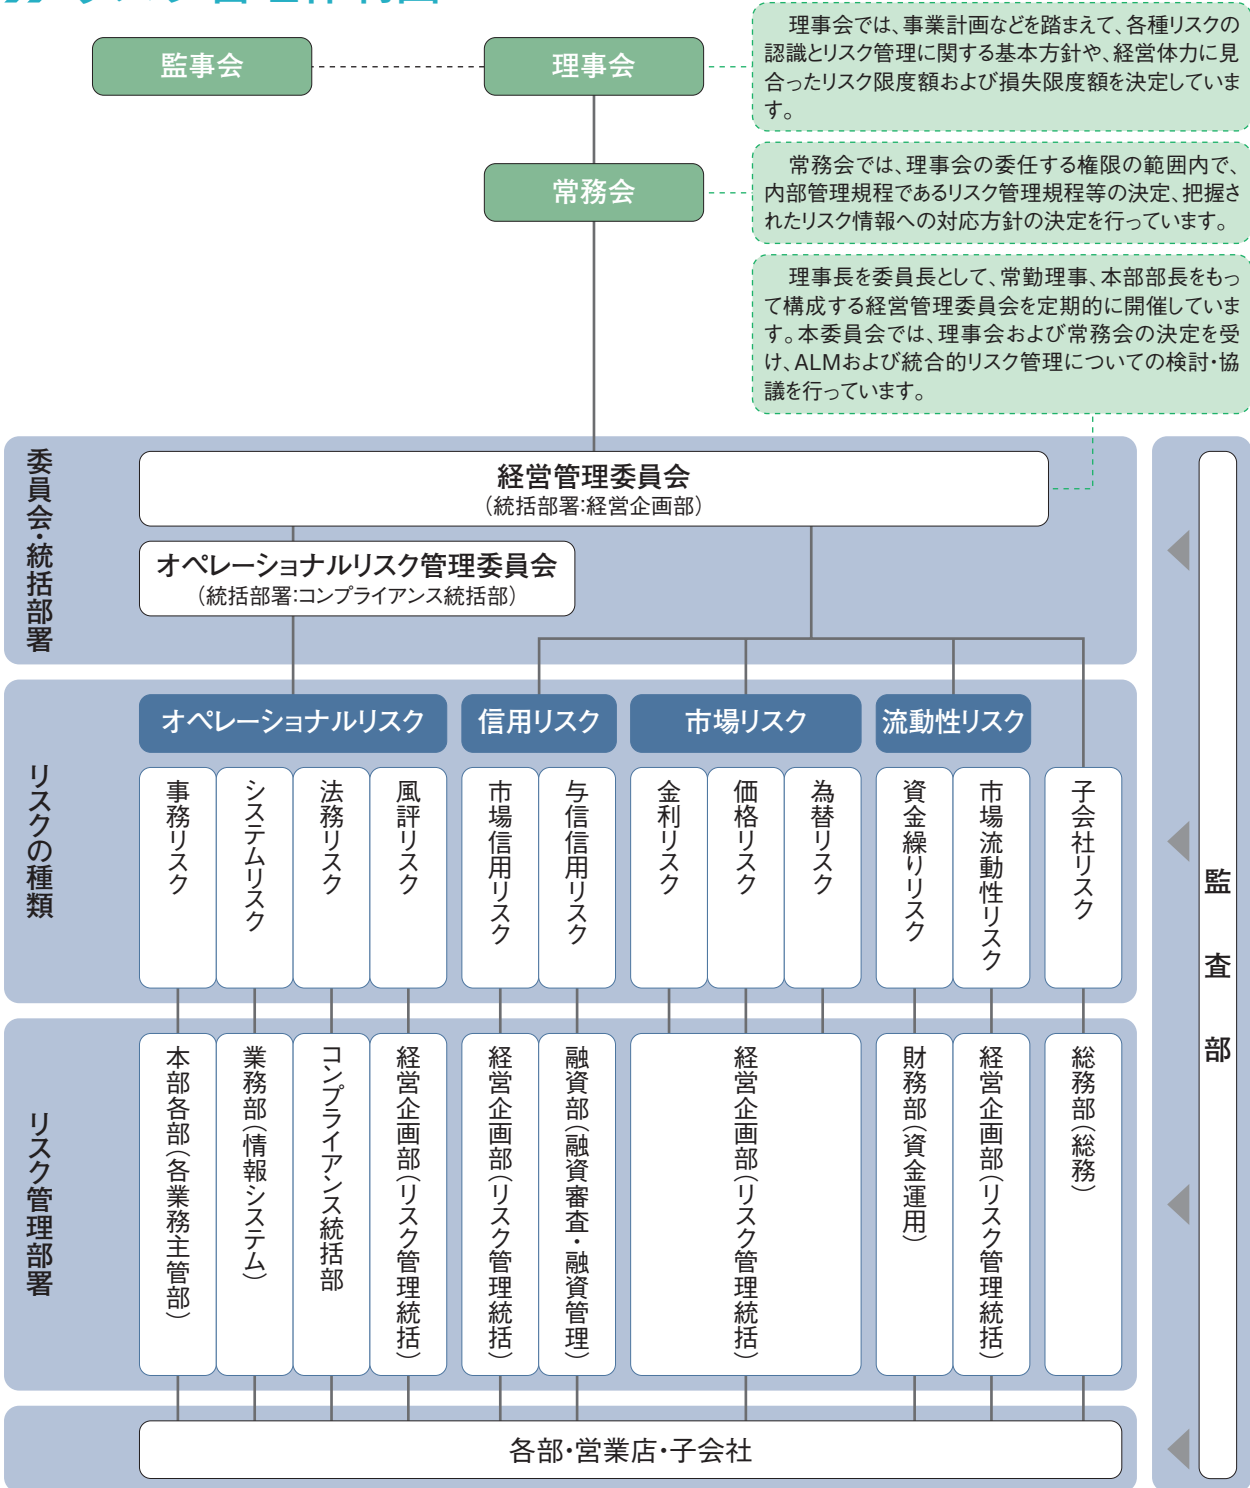 監事会
理事会
理事会では、事業計画などを踏まえて、各種リスクの
認識とリスク管理に関する基本方針や、経営体力に見
合ったリスク限度額および損失限度額を決定していま
す。
常務会
常務会では、理事会の委任する権限の範囲内で、
内部管理規程であるリスク管理規程等の決定、把握さ
れたリスク情報への対応方針の決定を行っています。
理事長を委員長として、常勤理事、本部部長をもっ
て構成する経営管理委員会を定期的に開催していま
す。本委員会では、理事会および常務会の決定を受
け、ALMおよび統合的リスク管理についての検討・協
議を行っています。
委員会・統括部署
経営管理委員会
(統括部署:経営企画部)
オペレーショナルリスク管理委員会
(統括部署:コンプライアンス統括部)
リスクの種類
オペレーショナルリスク
信用リスク
市場リスク
流動性リスク
事務リスク
システムリスク
法務リスク
風評リスク
市場信用リスク
与信信用リスク
金利リスク
価格リスク
為替リスク
資金繰りリスク
市場流動性リスク
子会社リスク
リスク管理部署
本部各部(各業務主管部)
業務部(情報システム)
コンプライアンス統括部
経営企画部(リスク管理統括)
経営企画部(リスク管理統括)
融資部(融資審査・融資管理)
経営企画部(リスク管理統括)
財務部(資金運用)
経営企画部(リスク管理統括)
総務部(総務)
各部・営業店・子会社
監査部